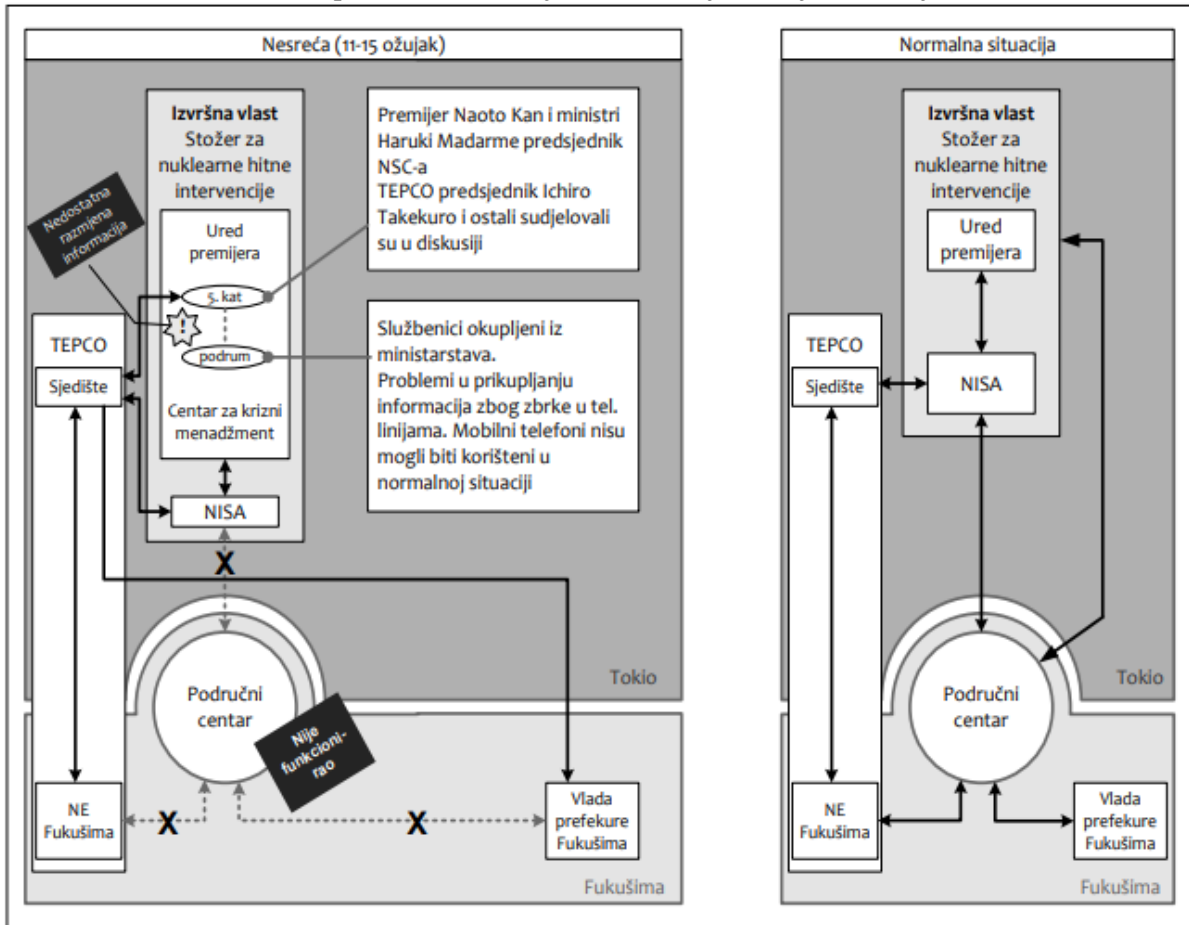 Nesreća (11-15 ožujak)
Izvršna vlast
Stožer za
nuklearne hitne
intervencije
Nedostatna
razmjena
informacija
Ured
premijera
5. kat
!
podrum
Centar za krizni
menadžment
NISA
Premijer Naoto Kan i ministri
Haruki Madarme predsjednik
NSC-a
TEPCO predsjednik Ichiro
Takekuro i ostali sudjelovali
su u diskusiji
Službenici okupljeni iz
ministarstava.
Problemi u prikupljanju
informacija zbog zbrke u tel.
linijama. Mobilni telefoni nisu
mogli biti korišteni u
normalnoj situaciji
TEPCO
Sjedište
X
Tokio
Područni
centar
Nije
funkcioni-
rao
NE
Fukušima
X
X
Vlada
prefekure
Fukušima
Fukušima
Normalna situacija
Izvršna vlast
Stožer za
nuklearne hitne
intervencije
Ured
premijera
NISA
TEPCO
Sjedište
Tokio
Područni
centar
NE
Fukušima
Vlada
prefekure
Fukušima
Fukušima